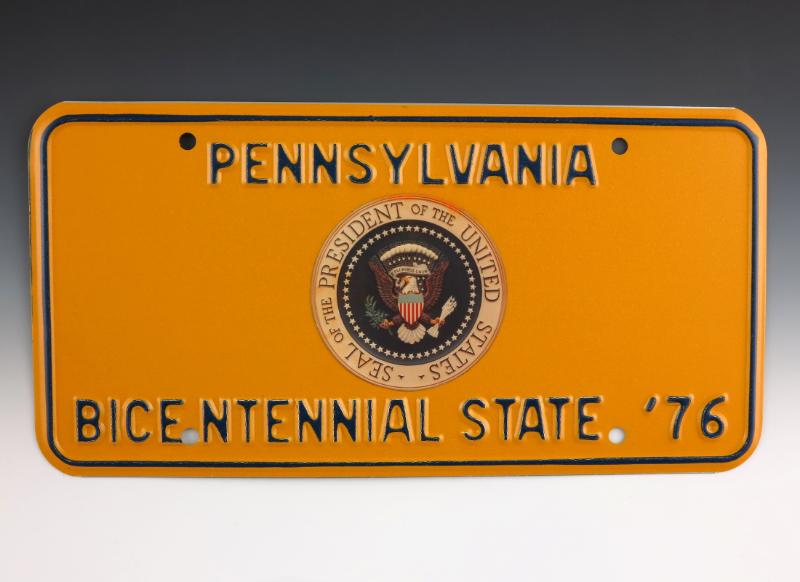 PENNSYLVANIA
SEAL OF THE PRESIDENT OF THE UNITED STATES
BICENTENNIAL STATE '76